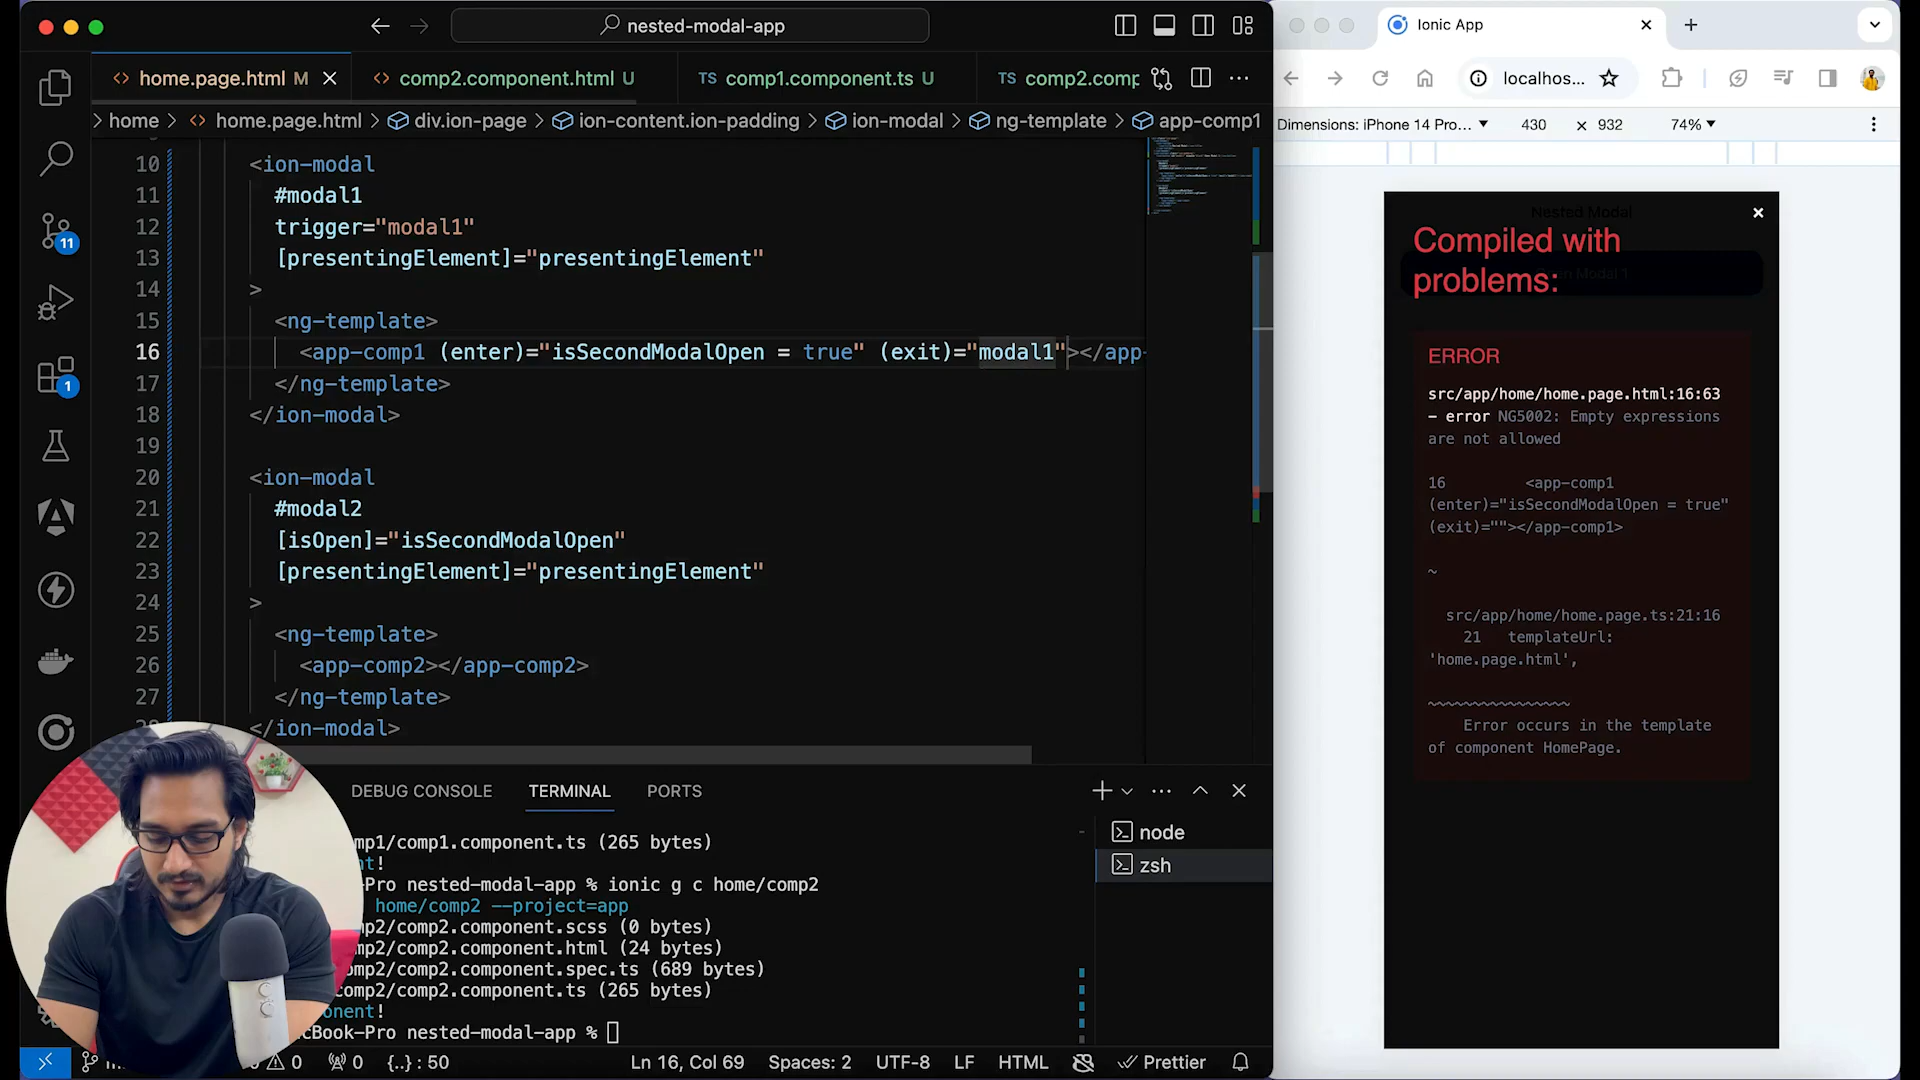 nested-modal-app
Ionic App
home.page.html M
comp2.component.html U
TS comp1.component.ts U
TS comp2.comp
localhos...
home
home.page.html
div.ion-page
ion-content.ion-padding
ion-modal
ng-template
app-comp1
Dimensions: iPhone 14 Pro... 430 × 932 74%
10 <ion-modal
11 #modal1
12 trigger="modal1"
13 [presentingElement]="presentingElement"
14 >
15 <ng-template>
16 <app-comp1 (enter)="isSecondModalOpen = true" (exit)="modal1"></app-
17 </ng-template>
18 </ion-modal>
19
20 <ion-modal
21 #modal2
22 [isOpen]="isSecondModalOpen"
23 [presentingElement]="presentingElement"
24 >
25 <ng-template>
26 <app-comp2></app-comp2>
27 </ng-template>
</ion-modal>
11
1
Nested Modal
Compiled with
problems:
Modal 1
ERROR
src/app/home/home.page.html:16:63
- error NG5002: Empty expressions
are not allowed
16 <app-comp1
(enter)="isSecondModalOpen = true"
(exit)=""></app-comp1>
~
src/app/home/home.page.ts:21:16
21 templateUrl:
'home.page.html',
~~~~~~~~~~~~~~~~
Error occurs in the template
of component HomePage.
DEBUG CONSOLE
TERMINAL
PORTS
node
zsh
mp1/comp1.component.ts (265 bytes)
nt!
-Pro nested-modal-app % ionic g c home/comp2
home/comp2 --project=app
mp2/comp2.component.scss (0 bytes)
mp2/comp2.component.html (24 bytes)
mp2/comp2.component.spec.ts (689 bytes)
comp2/comp2.component.ts (265 bytes)
onent!
cBook-Pro nested-modal-app %
0 0 {..} : 50 Ln 16, Col 69 Spaces: 2 UTF-8 LF HTML Prettier